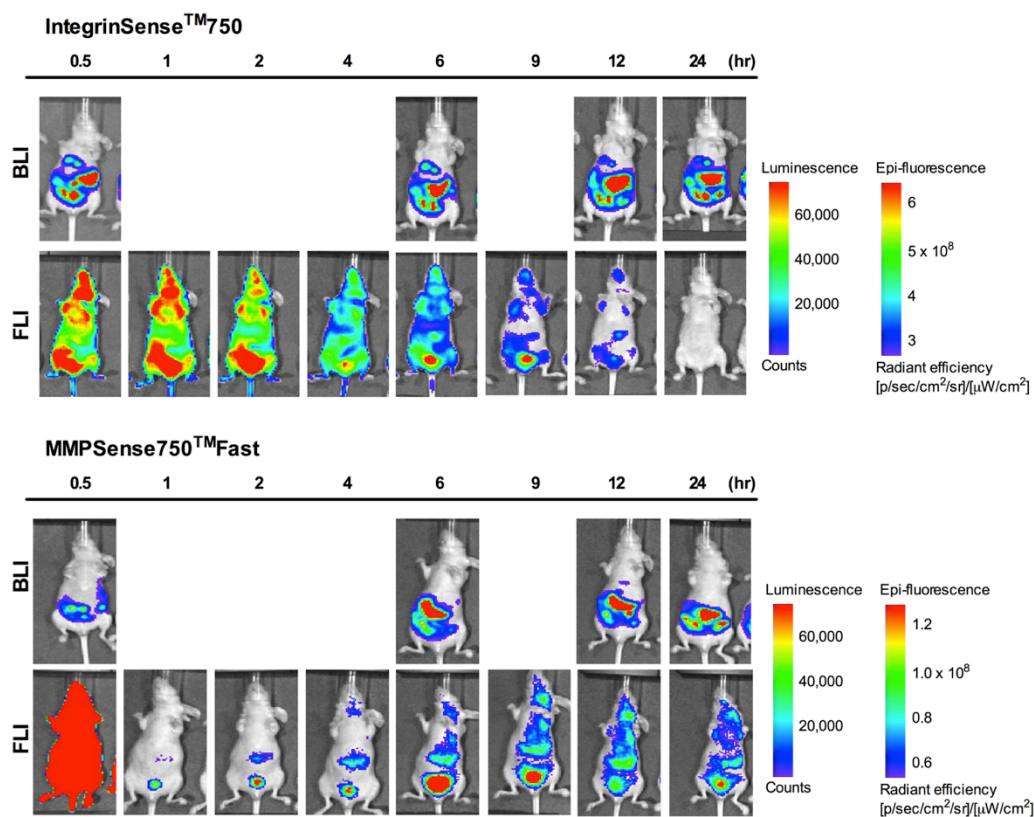 IntegrinSense™750
0.5 1 2 4 6 9 12 24 (hr)
BLI
FLI
Luminescence
60,000
40,000
20,000
Counts
Epi-fluorescence
6
5 x 10⁸
4
3
Radiant efficiency
[p/sec/cm²/sr]/[µW/cm²]
MMPSense750™Fast
0.5 1 2 4 6 9 12 24 (hr)
BLI
FLI
Luminescence
60,000
40,000
20,000
Counts
Epi-fluorescence
1.2
1.0 x 10⁸
0.8
0.6
Radiant efficiency
[p/sec/cm²/sr]/[µW/cm²]